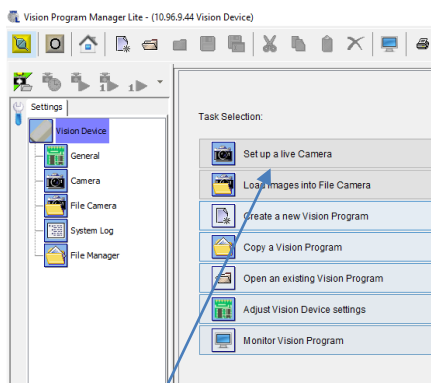 Vision Program Manager Lite - (10.96.9.44 Vision Device)
Settings
Vision Device
General
Camera
File Camera
System Log
File Manager
Task Selection:
Set up a live Camera
Load Images into File Camera
Create a new Vision Program
Copy a Vision Program
Open an existing Vision Program
Adjust Vision Device settings
Monitor Vision Program